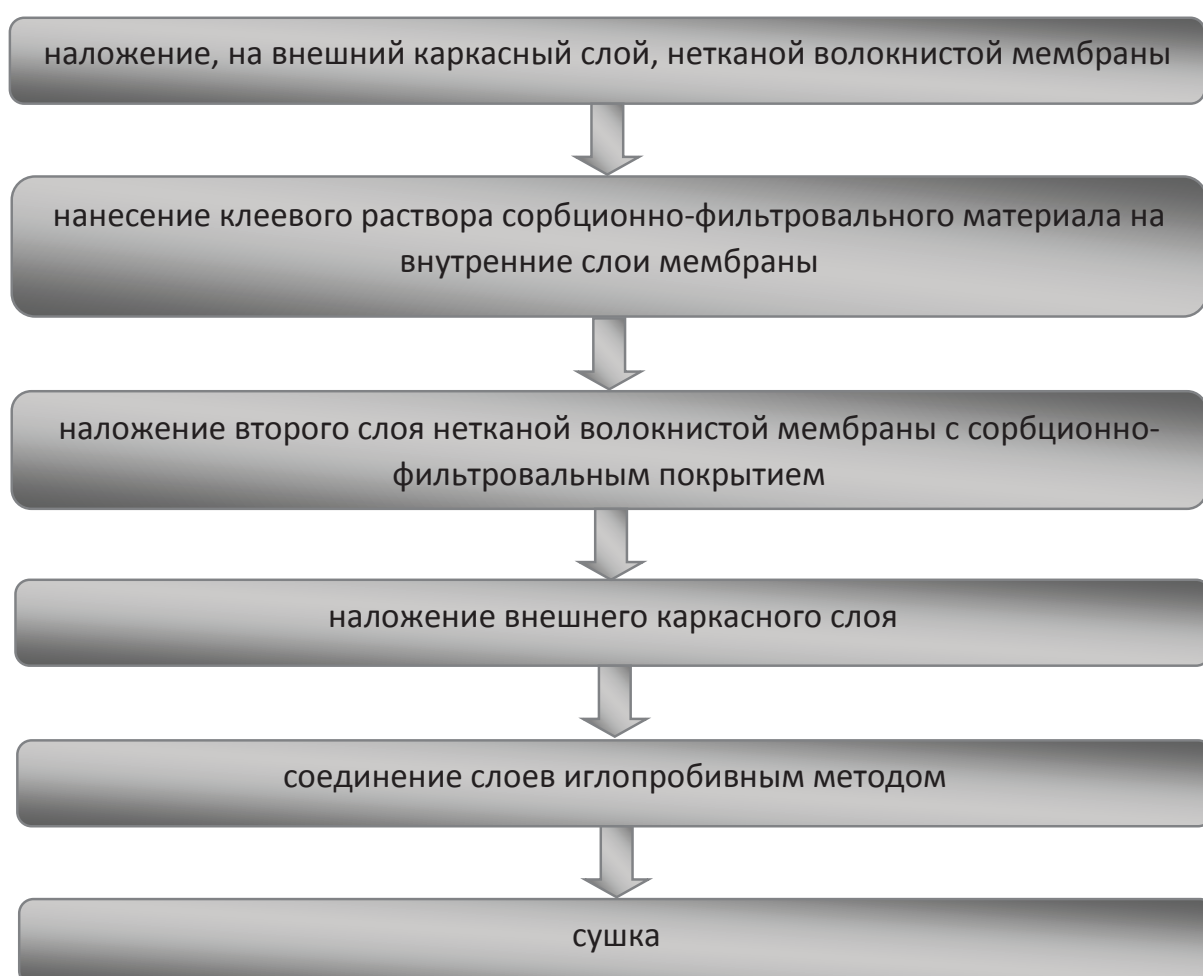 наложение, на внешний каркасный слой, нетканой волокнистой мембраны
нанесение клеевого раствора сорбционно-фильтровального материала на
внутренние слои мембраны
наложение второго слоя нетканой волокнистой мембраны с сорбционно-
фильтровальным покрытием
наложение внешнего каркасного слоя
соединение слоев иглопробивным методом
сушка